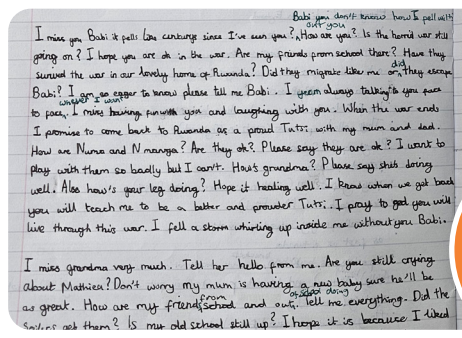 Babi you don't know how I fell with
out you
I miss you Babi it fells like centurys since I've seen you? How are you? Is the horrid war still
going on? I hope you are ok in the war. Are my friends from school there? Have they
survived the war in our lovely home of Ruwanda? Did they migrate like me or did they escape
Babi? I am so eager to know please tell me Babi. I yearn always talking to you face
to face, whever I want I miss having fun with you and laughing with you. When the war ends
I promise to come back to Rwanda as a proud Tutsi with my mum and dad.
How are Nuna and Nmanga? Are they ok? Please say they are ok? I want to
play with them so badly but I can't. How's grandma? Please say she's doing
well. Also how's your leg doing? Hope it healing well. I know when we get back
you will teach me to be a better and prouder Tutsi. I pray to god you will
live through this war. I fell a storm whirling up inside me without you Babi.
I miss grandma very much. Tell her hello from me. Are you still crying
about Mathiea? Don't worry my mum is having a new baby sure he'll be
as great. How are my friends from school and out of school doing, Tell me everything. Did the
get them? Is my old school still up? I hope it is because I liked